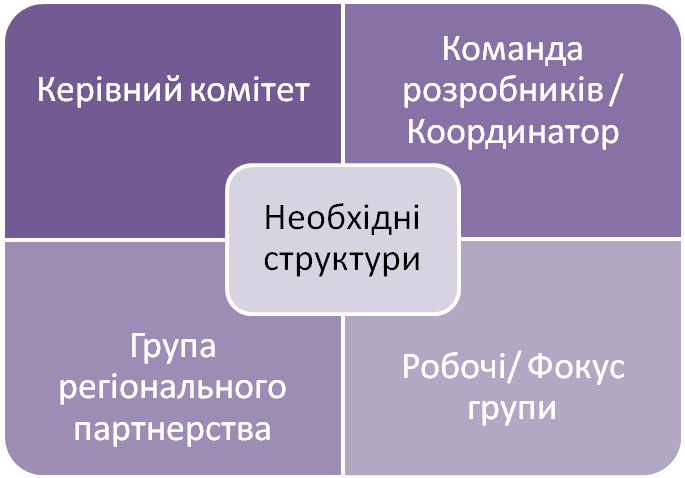 Керівний комітет
Команда
розробників /
Координатор
Необхідні
структури
Група
регіонального
партнерства
Робочі/ Фокус
групи